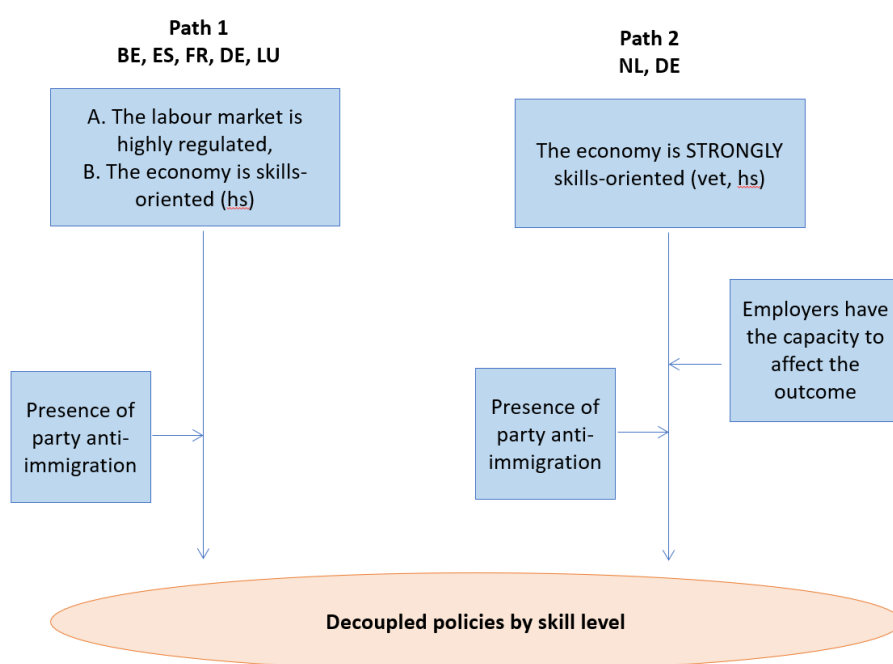 Path 1
BE, ES, FR, DE, LU
A. The labour market is
highly regulated,
B. The economy is skills-
oriented (hs)
Presence of
party anti-
immigration
Path 2
NL, DE
The economy is STRONGLY
skills-oriented (vet, hs)
Employers have
the capacity to
affect the
outcome
Presence of
party anti-
immigration
Decoupled policies by skill level